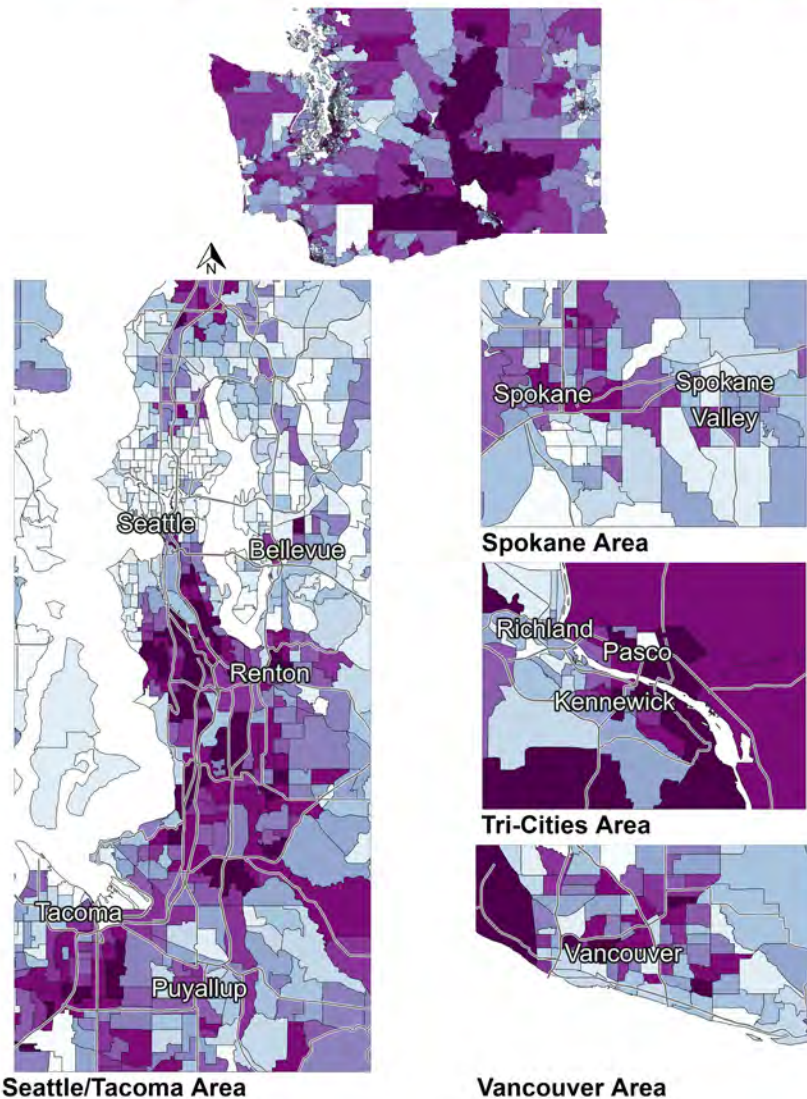 N
Seattle
Bellevue
Renton
Tacoma
Puyallup
Seattle/Tacoma Area
Spokane
Spokane
Valley
Spokane Area
Richland
Pasco
Kennewick
Tri-Cities Area
Vancouver
Vancouver Area